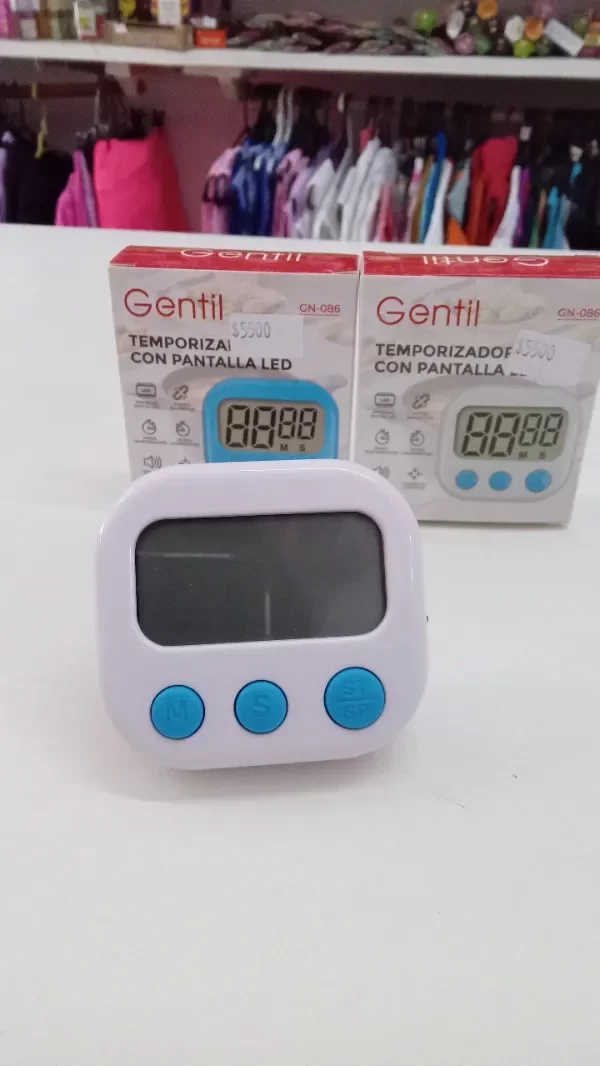 Gentil
GN-086
$5500
TEMPORIZA
CON PANTALLA LED
88 88
M S
Gentil
GN-086
$5500
TEMPORIZADOR
CON PANTALLA
88 88
M S
M
S
ST
SP